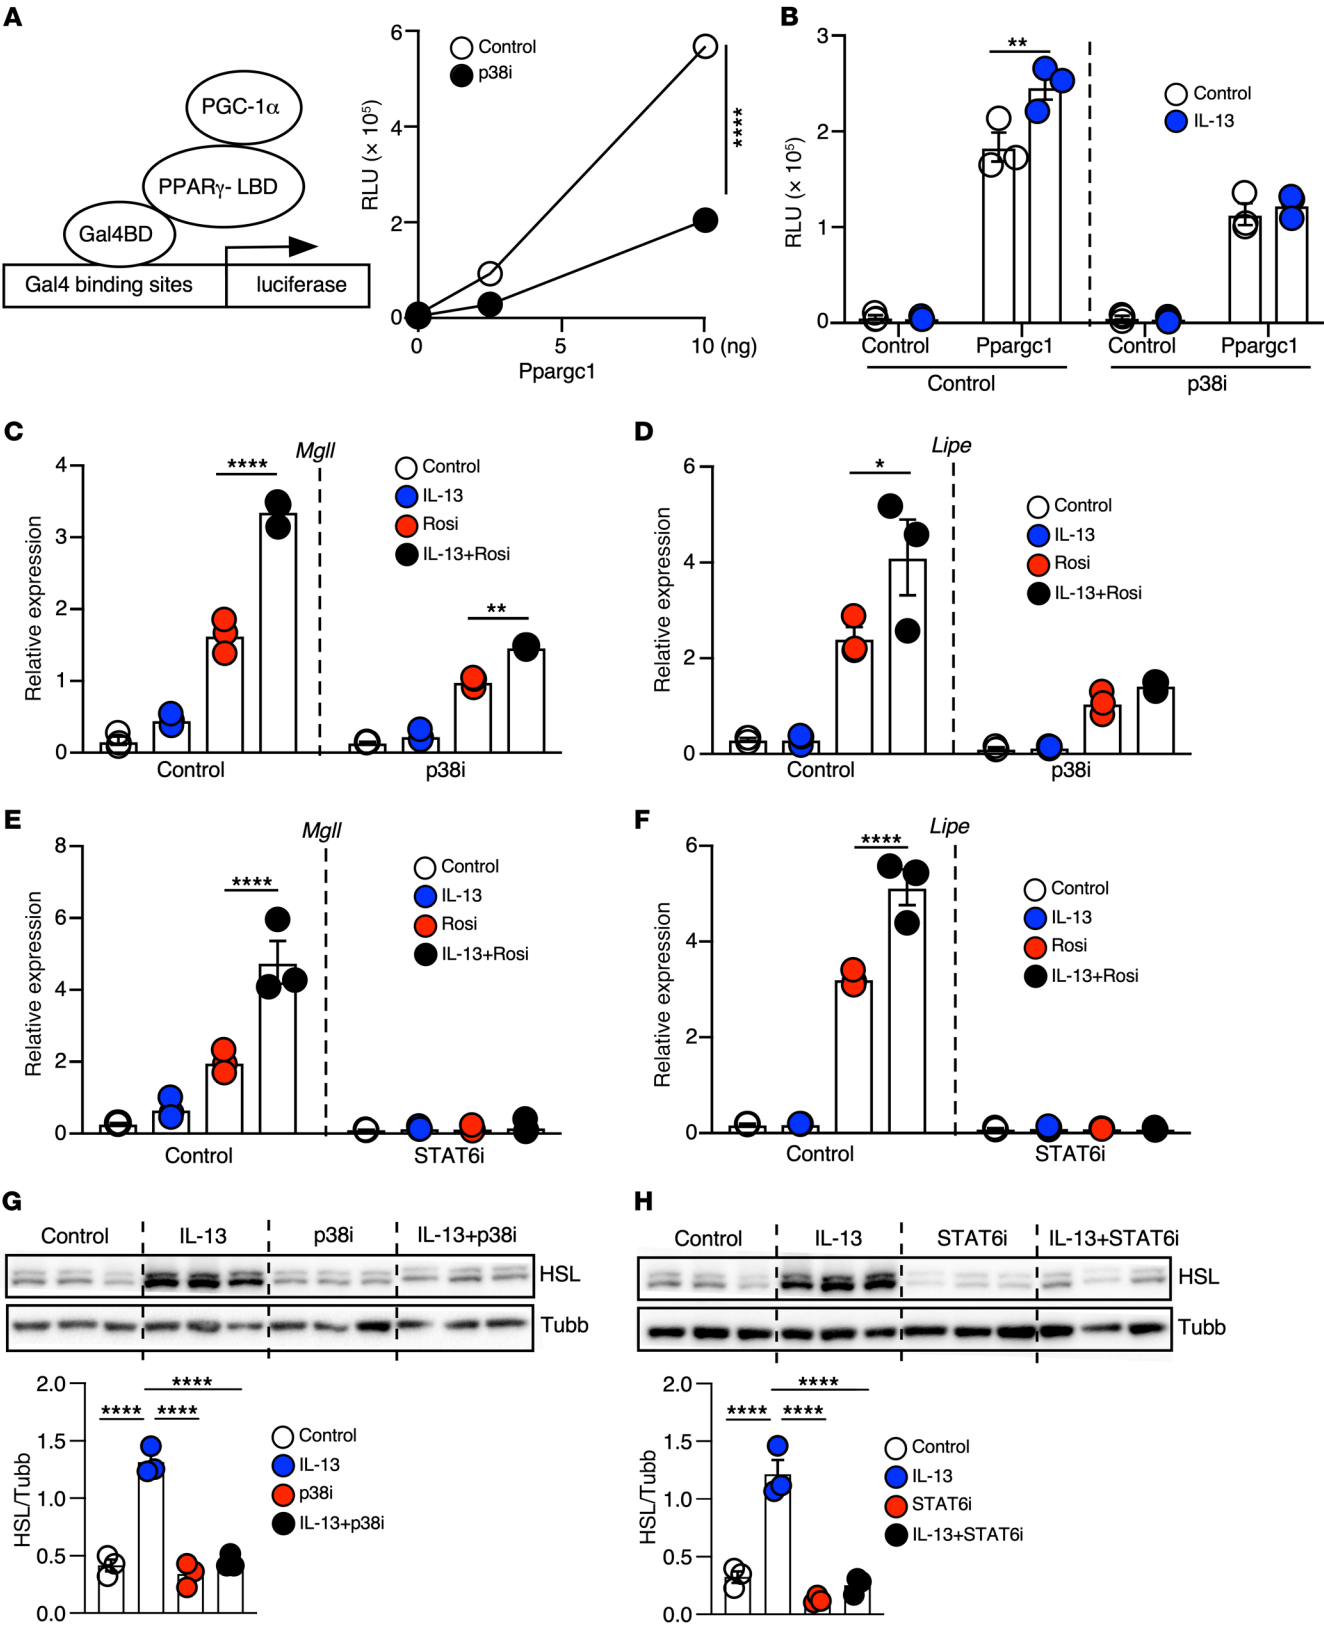 A
PGC-1α
PPARγ- LBD
Gal4BD
Gal4 binding sites
luciferase
RLU (× 10⁵)
6
4
2
0
Control
p38i
****
0
5
10 (ng)
Ppargc1
B
RLU (× 10⁵)
3
2
1
0
**
Control
IL-13
Control
Ppargc1
Control
Ppargc1
Control
p38i
C
Mgll
Relative expression
4
3
2
1
0
****
**
Control
IL-13
Rosi
IL-13+Rosi
Control
p38i
D
Lipe
Relative expression
6
4
2
0
*
Control
IL-13
Rosi
IL-13+Rosi
Control
p38i
E
Mgll
Relative expression
8
6
4
2
0
****
Control
IL-13
Rosi
IL-13+Rosi
Control
STAT6i
F
Lipe
Relative expression
6
4
2
0
****
Control
IL-13
Rosi
IL-13+Rosi
Control
STAT6i
G
Control
IL-13
p38i
IL-13+p38i
HSL
Tubb
HSL/Tubb
2.0
1.5
1.0
0.5
0.0
****
**** ****
Control
IL-13
p38i
IL-13+p38i
H
Control
IL-13
STAT6i
IL-13+STAT6i
HSL
Tubb
HSL/Tubb
2.0
1.5
1.0
0.5
0.0
****
**** ****
Control
IL-13
STAT6i
IL-13+STAT6i